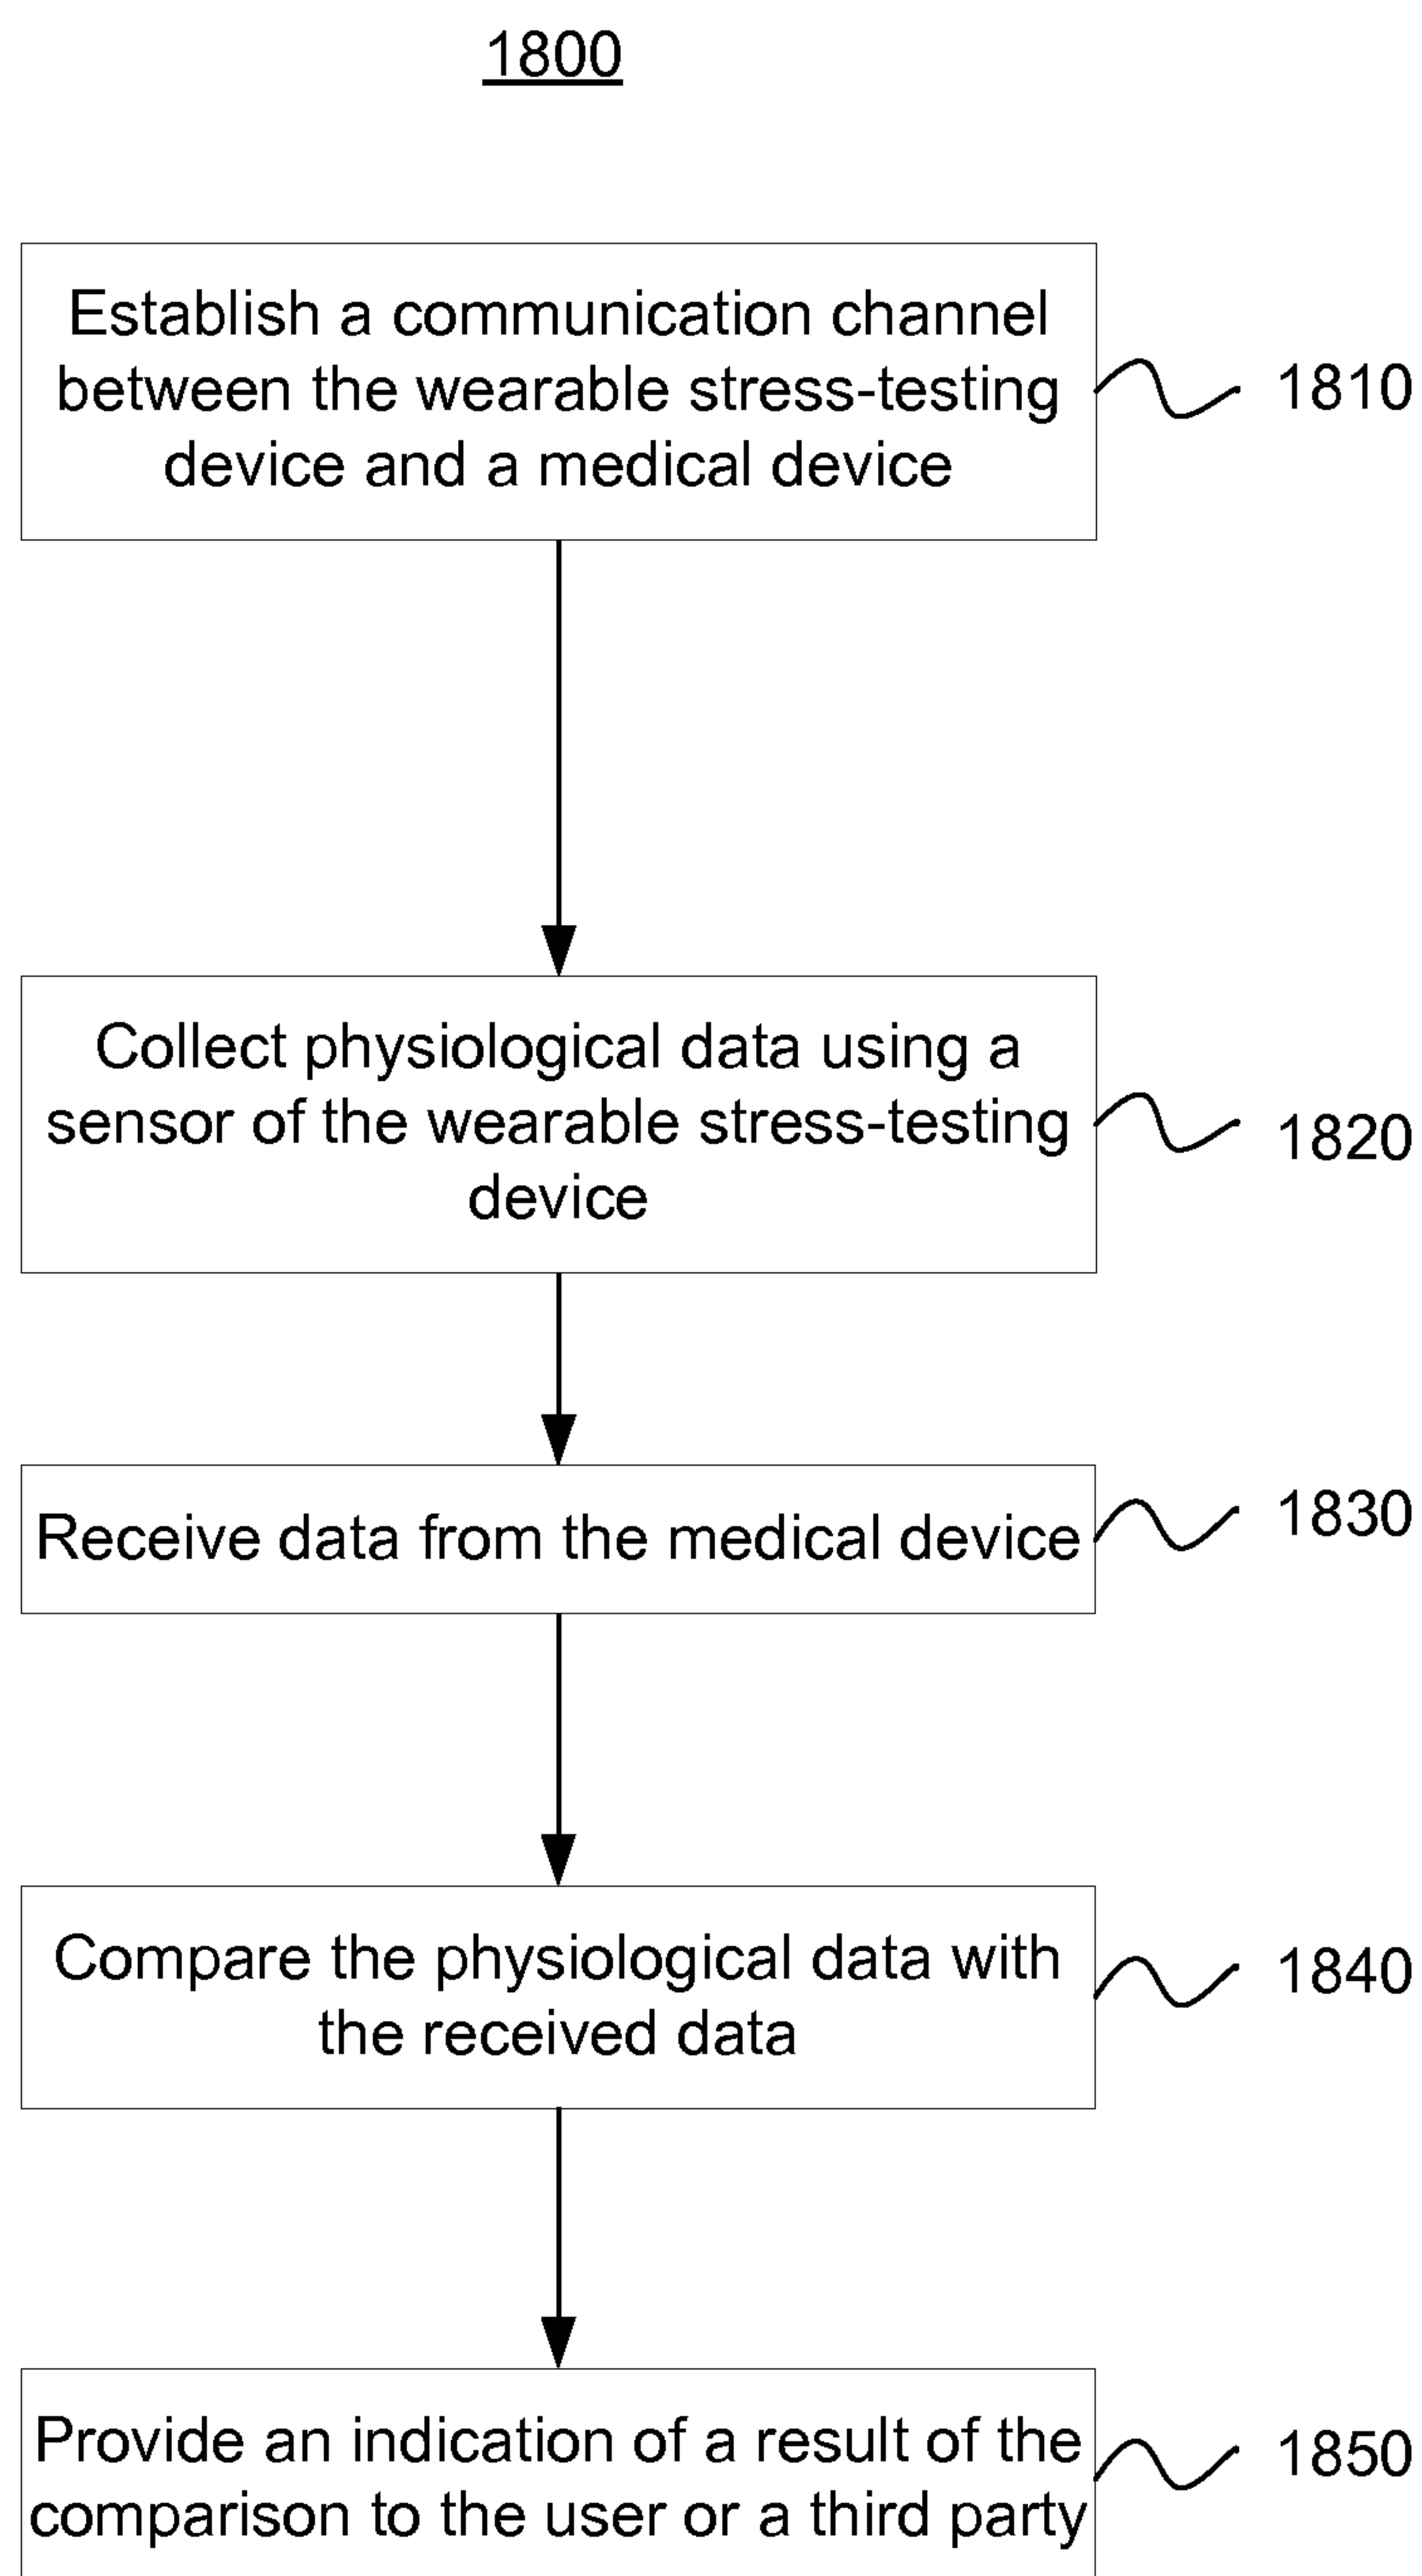 1800
Establish a communication channel
between the wearable stress-testing
device and a medical device
1810
Collect physiological data using a
sensor of the wearable stress-testing
device
1820
Receive data from the medical device
1830
Compare the physiological data with
the received data
1840
Provide an indication of a result of the
comparison to the user or a third party
1850